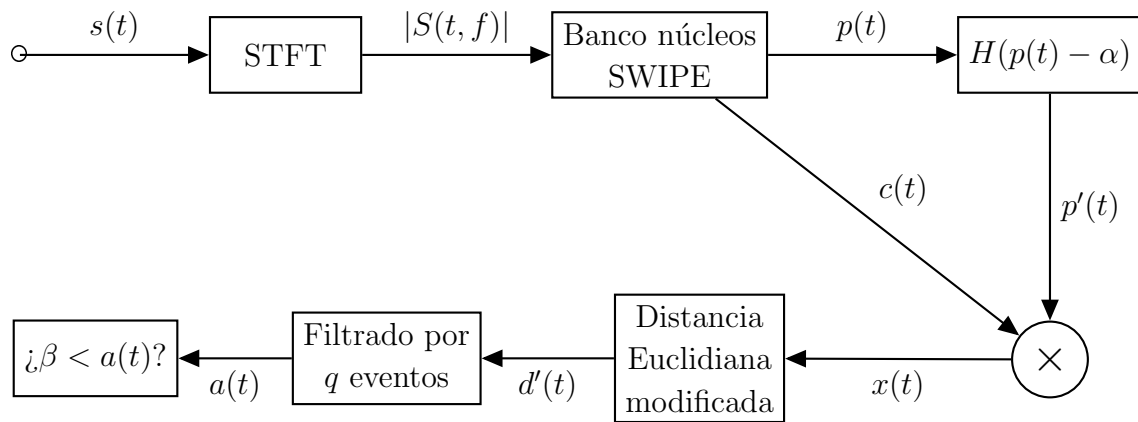 s(t)
STFT
|S(t, f)|
Banco núcleos
SWIPE
p(t)
H(p(t) − α)
c(t)
p′(t)
¿β < a(t)?
a(t)
Filtrado por
q eventos
d′(t)
Distancia
Euclidiana
modificada
x(t)
×